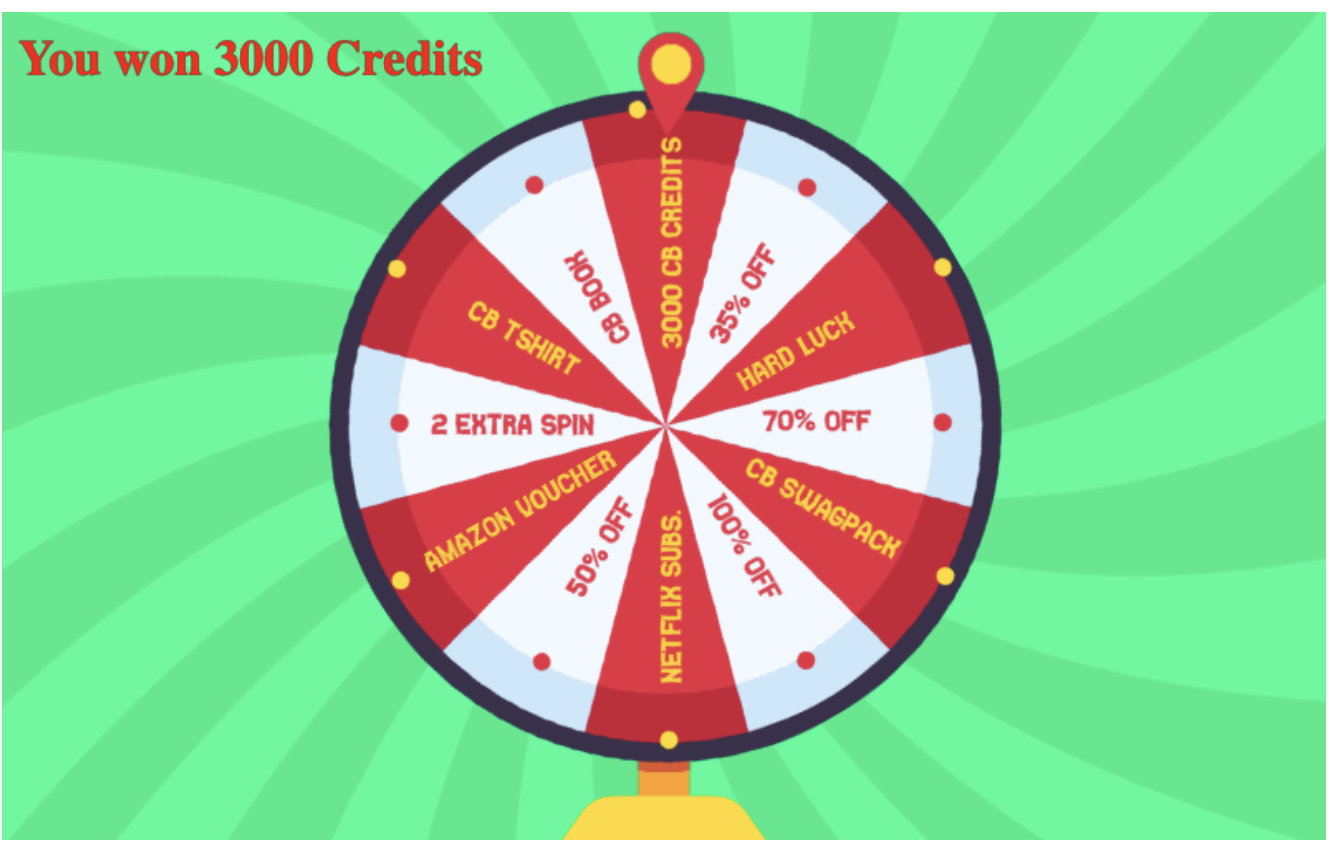 You won 3000 Credits
3000 CB CREDITS
35% OFF
HARD LUCK
70% OFF
CB SWAGPACK
100% OFF
NETFLIX SUBS.
50% OFF
AMAZON VOUCHER
2 EXTRA SPIN
CB TSHIRT
CB BOOK